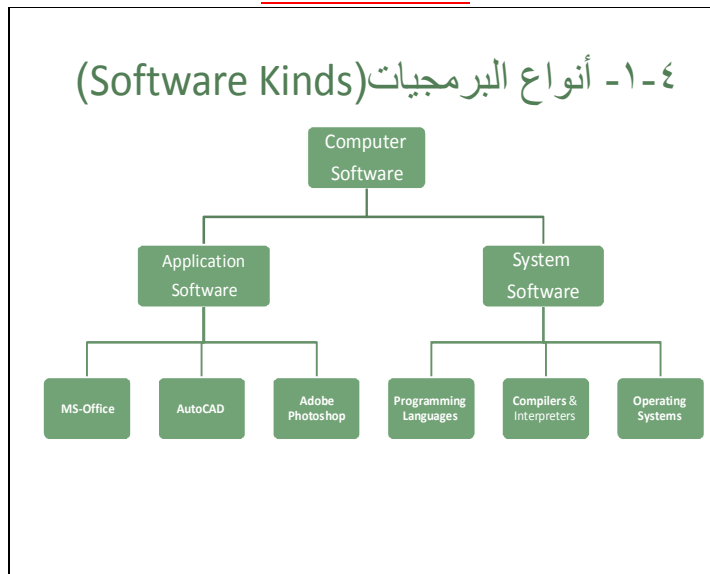 ٤-١- أنواع البرمجيات(Software Kinds)
Computer
Software
Application
Software
System
Software
MS-Office
AutoCAD
Adobe
Photoshop
Programming
Languages
Compilers &
Interpreters
Operating
Systems